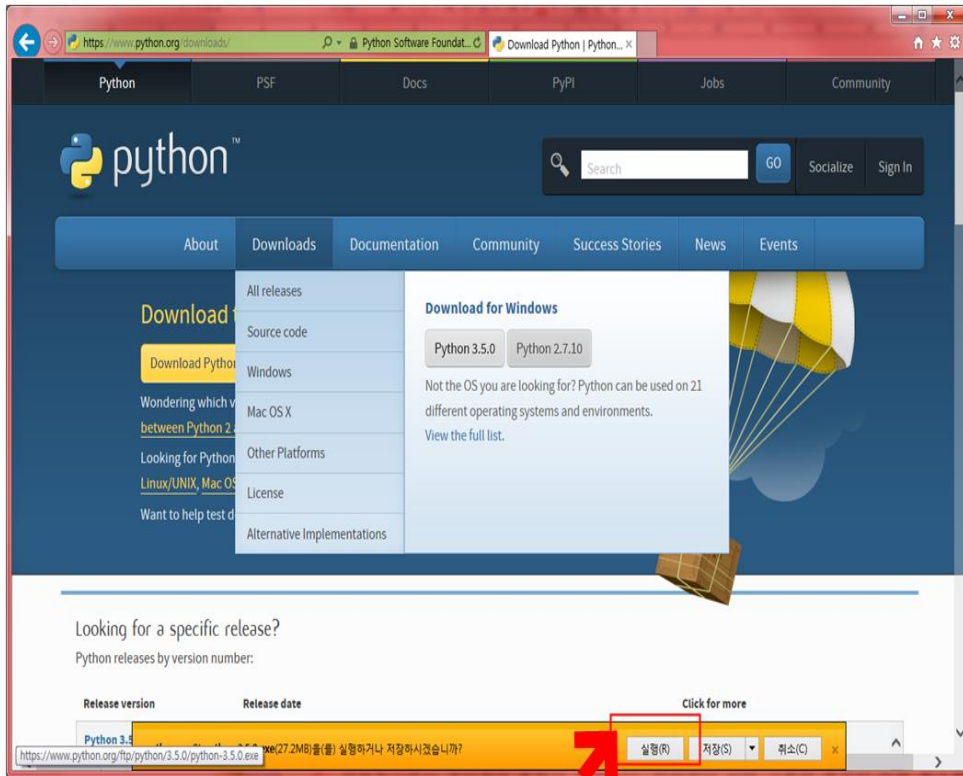 https://www.python.org/downloads/
Python Software Foundat...
Download Python | Python...
Python
PSF
Docs
PyPI
Jobs
Community
python™
Search
GO
Socialize
Sign In
About
Downloads
Documentation
Community
Success Stories
News
Events
All releases
Source code
Windows
Mac OS X
Other Platforms
License
Alternative Implementations
Download for Windows
Python 3.5.0
Python 2.7.10
Not the OS you are looking for? Python can be used on 21
different operating systems and environments.
View the full list.
Download
Download Python
Wondering which
between Python 2
Looking for Python
Linux/UNIX, Mac OS
Want to help test
Looking for a specific release?
Python releases by version number:
Release version
Release date
Click for more
Python 3.5
(27.2MB)을(를) 실행하거나 저장하시겠습니까?
실행(R)
저장(S)
취소(C)
https://www.python.org/ftp/python/3.5.0/python-3.5.0.exe